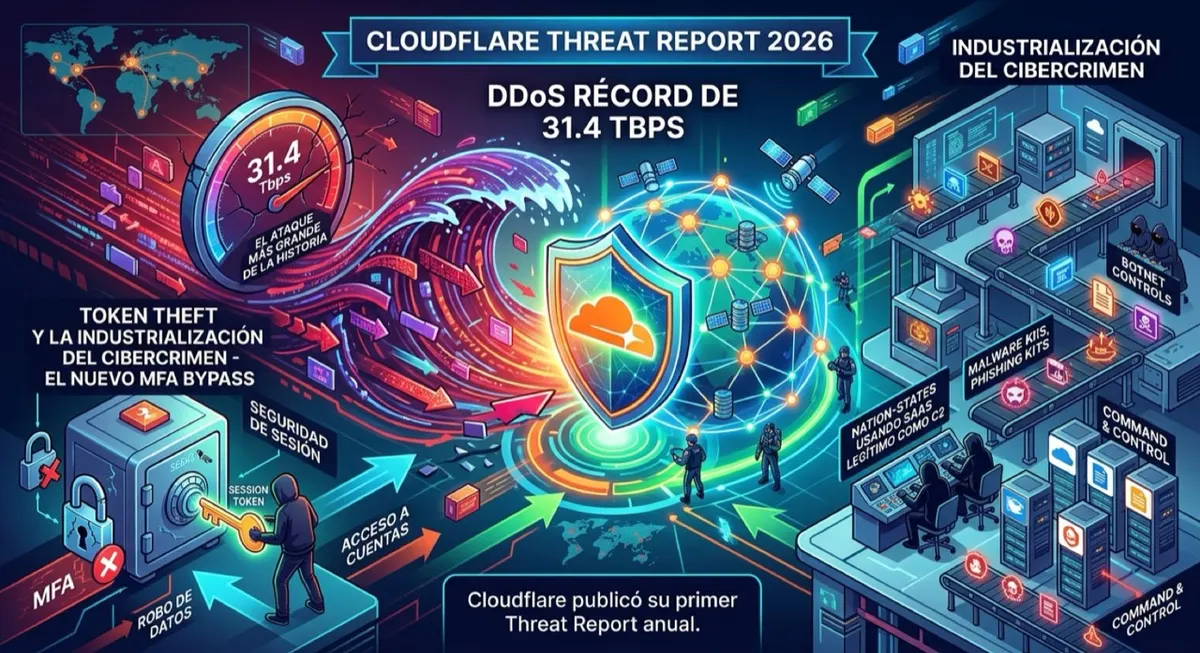 CLOUDFLARE THREAT REPORT 2026
DDoS RÉCORD DE
31.4 TBPS
INDUSTRIALIZACIÓN
DEL CIBERCRIMEN
31.4
Tbps
EL ATAQUE
MÁS GRANDE
DE LA HISTORIA
TOKEN THEFT
Y LA INDUSTRIALIZACIÓN
DEL CIBERCRIMEN -
EL NUEVO MFA BYPASS
SEGURIDAD
DE SESIÓN
SESSION
TOKEN
MFA
ROBO DE
DATOS
ACCESO A
CUENTAS
BOTNET
CONTROLS
MALWARE KIIS,
PHISHING KITS
NATION-STATES
USANDO SAAS
LEGÍTIMO COMO C2
COMMAND
& CONTROL
COMMAND &
CONTROL
Cloudflare publicó su primer
Threat Report anual.